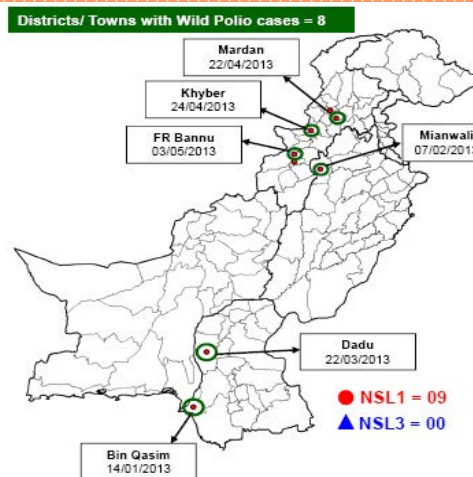 Districts/ Towns with Wild Polio cases = 8
Mardan
22/04/2013
Khyber
24/04/2013
FR Bannu
03/05/2013
Mianwali
07/02/2013
Dadu
22/03/2013
NSL1 = 09
NSL3 = 00
Bin Qasim
14/01/2013